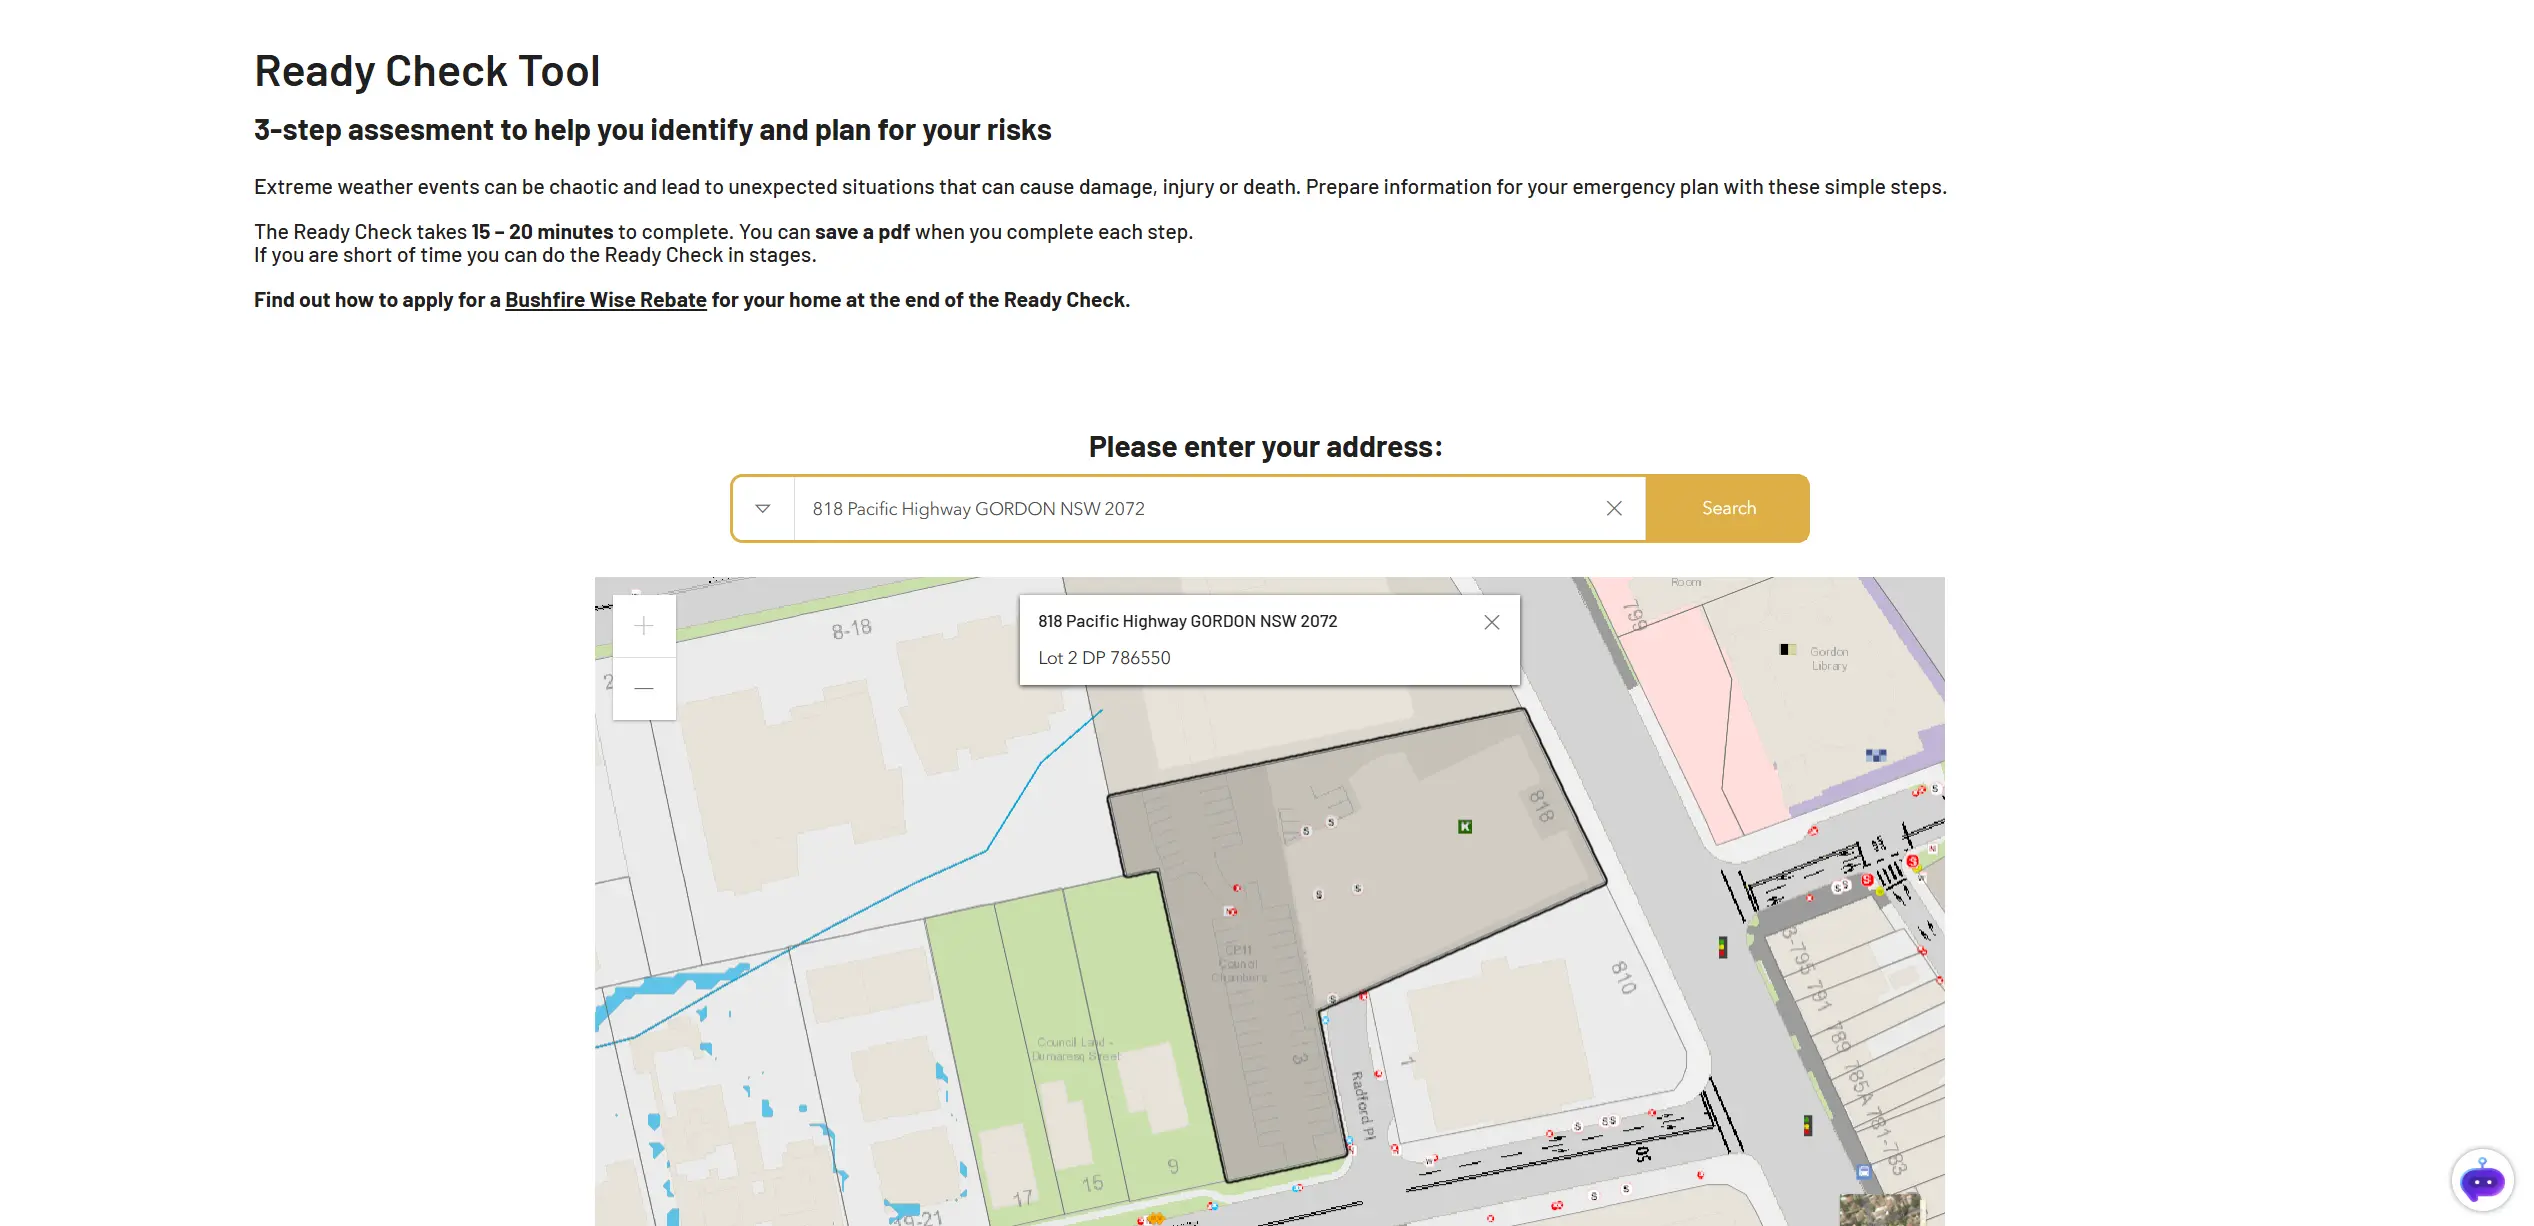 Ready Check Tool
3-step assesment to help you identify and plan for your risks
Extreme weather events can be chaotic and lead to unexpected situations that can cause damage, injury or death. Prepare information for your emergency plan with these simple steps.
The Ready Check takes 15 – 20 minutes to complete. You can save a pdf when you complete each step.
If you are short of time you can do the Ready Check in stages.
Find out how to apply for a Bushfire Wise Rebate for your home at the end of the Ready Check.
Please enter your address:
818 Pacific Highway GORDON NSW 2072
Search
818 Pacific Highway GORDON NSW 2072
Lot 2 DP 786550
Room
8-18
799
Gordon
Library
2
818
K
Council
Chambers
810
Council Land -
Dumaresq Street
3
1
Radford Pl
795
791
789
785A
781-783
50
9
15
17
19-21